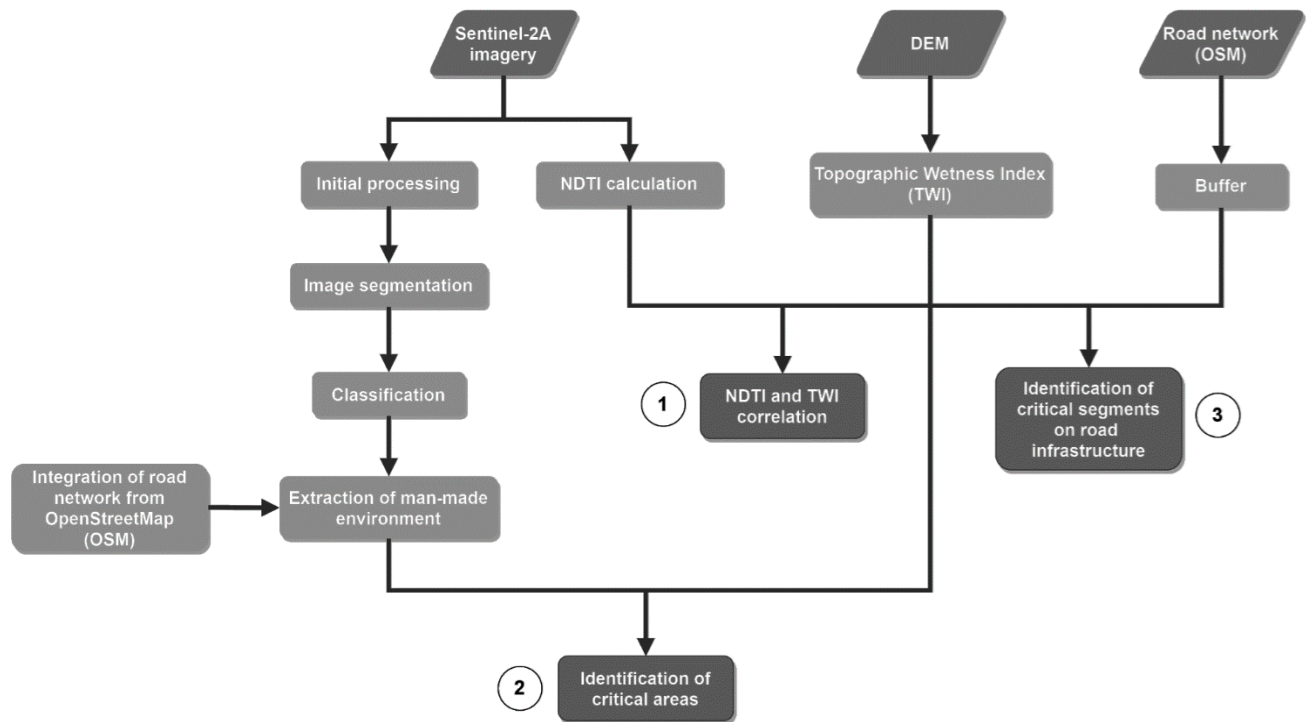 Sentinel-2A
imagery
DEM
Road network
(OSM)
Initial processing
NDTI calculation
Topographic Wetness Index
(TWI)
Buffer
Image segmentation
Classification
1
NDTI and TWI
correlation
Identification of
critical segments
on road
infrastructure
3
Integration of road
network from
OpenStreetMap
(OSM)
Extraction of man-made
environment
2
Identification of
critical areas